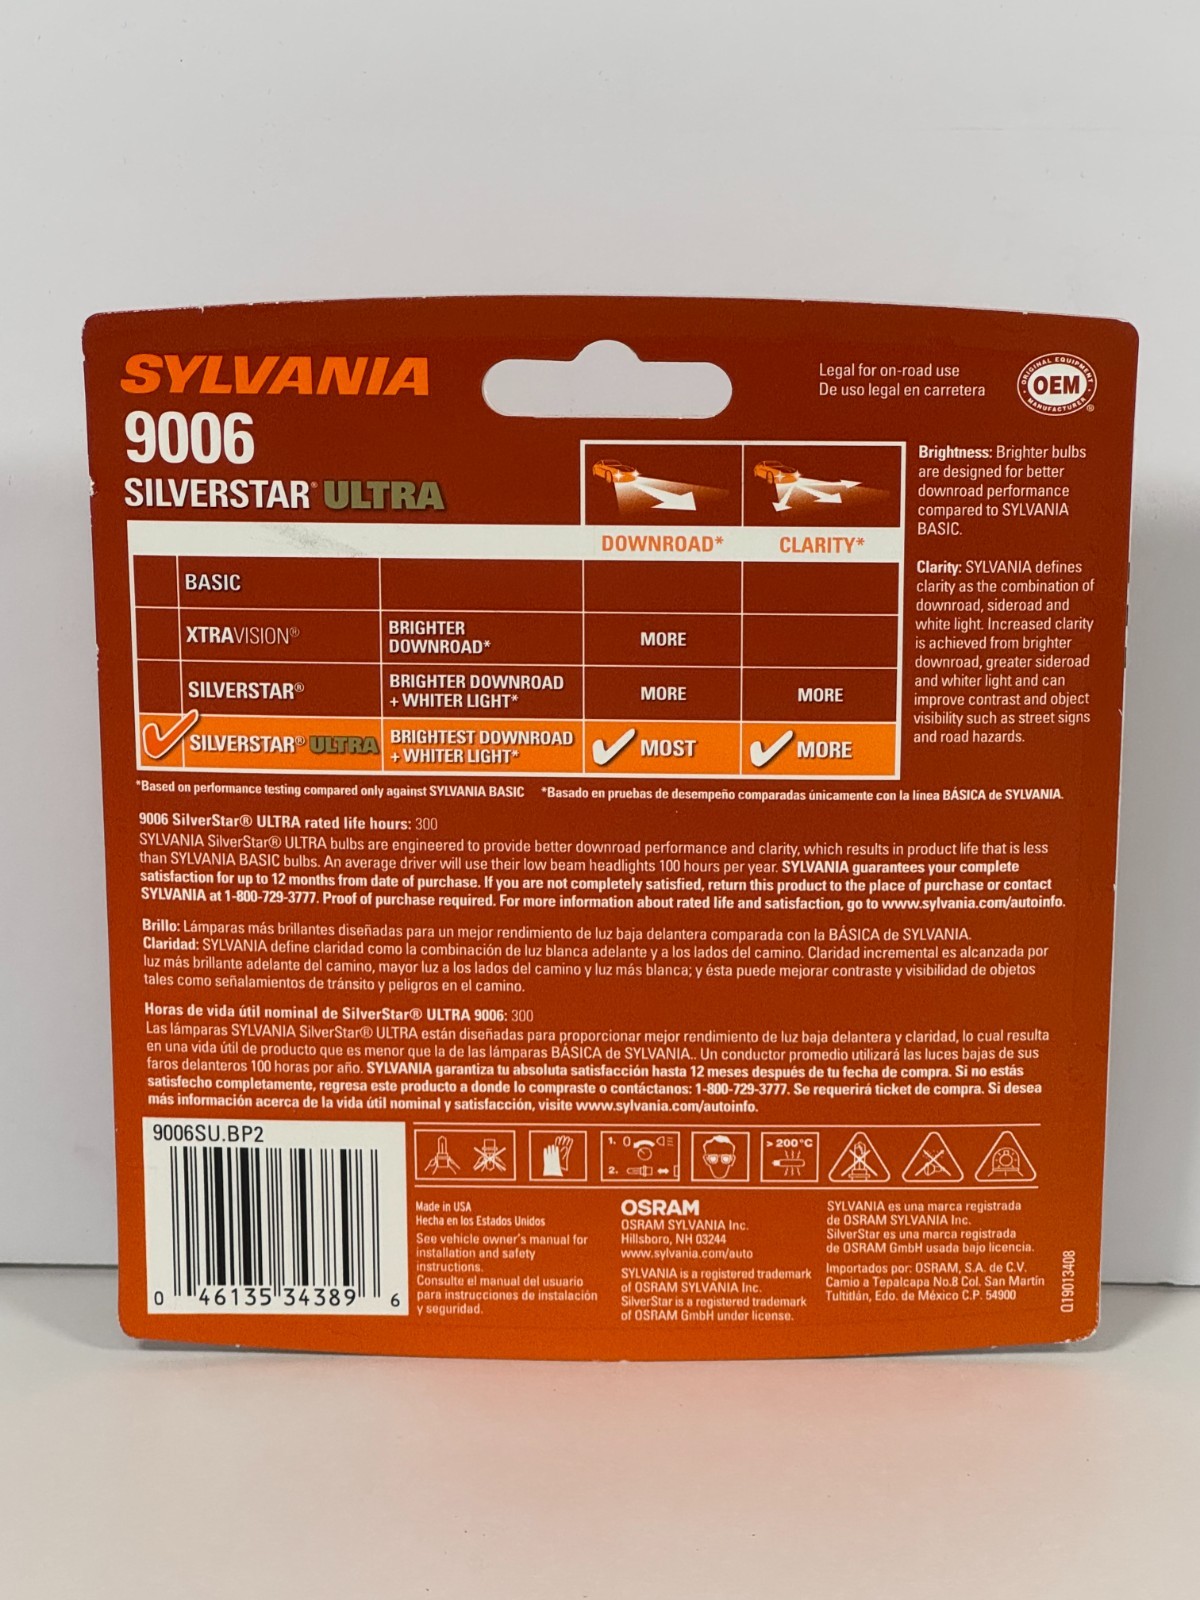 SYLVANIA
9006
SILVERSTAR® ULTRA
Legal for on-road use
De uso legal en carretera
ORIGINAL EQUIPMENT
OEM
MANUFACTURER
®
DOWNROAD* CLARITY*
BASIC
XTRAVISION® BRIGHTER DOWNROAD* MORE
SILVERSTAR® BRIGHTER DOWNROAD + WHITER LIGHT* MORE MORE
SILVERSTAR® ULTRA BRIGHTEST DOWNROAD + WHITER LIGHT* MOST MORE
Brightness: Brighter bulbs
are designed for better
downroad performance
compared to SYLVANIA
BASIC.
Clarity: SYLVANIA defines
clarity as the combination of
downroad, sideroad and
white light. Increased clarity
is achieved from brighter
downroad, greater sideroad
and whiter light and can
improve contrast and object
visibility such as street signs
and road hazards.
*Based on performance testing compared only against SYLVANIA BASIC *Basado en pruebas de desempeño comparadas únicamente con la línea BÁSICA de SYLVANIA.
9006 SilverStar® ULTRA rated life hours: 300
SYLVANIA SilverStar® ULTRA bulbs are engineered to provide better downroad performance and clarity, which results in product life that is less
than SYLVANIA BASIC bulbs. An average driver will use their low beam headlights 100 hours per year. SYLVANIA guarantees your complete
satisfaction for up to 12 months from date of purchase. If you are not completely satisfied, return this product to the place of purchase or contact
SYLVANIA at 1-800-729-3777. Proof of purchase required. For more information about rated life and satisfaction, go to www.sylvania.com/autoinfo.
Brillo: Lámparas más brillantes diseñadas para un mejor rendimiento de luz baja delantera comparada con la BÁSICA de SYLVANIA.
Claridad: SYLVANIA define claridad como la combinación de luz blanca adelante y a los lados del camino. Claridad incremental es alcanzada por
luz más brillante adelante del camino, mayor luz a los lados del camino y luz más blanca; y ésta puede mejorar contraste y visibilidad de objetos
tales como señalamientos de tránsito y peligros en el camino.
Horas de vida útil nominal de SilverStar® ULTRA 9006: 300
Las lámparas SYLVANIA SilverStar® ULTRA están diseñadas para proporcionar mejor rendimiento de luz baja delantera y claridad, lo cual resulta
en una vida útil de producto que es menor que la de las lámparas BÁSICA de SYLVANIA.. Un conductor promedio utilizará las luces bajas de sus
faros delanteros 100 horas por año. SYLVANIA garantiza tu absoluta satisfacción hasta 12 meses después de tu fecha de compra. Si no estás
satisfecho completamente, regresa este producto a donde lo compraste o contáctanos: 1-800-729-3777. Se requerirá ticket de compra. Si desea
más información acerca de la vida útil nominal y satisfacción, visite www.sylvania.com/autoinfo.
9006SU.BP2
0 46135 34389 6
1. 0
2.
>200°C
Made in USA
Hecha en los Estados Unidos
See vehicle owner's manual for
installation and safety
instructions.
Consulte el manual del usuario
para instrucciones de instalación
y seguridad.
OSRAM
OSRAM SYLVANIA Inc.
Hillsboro, NH 03244
www.sylvania.com/auto
SYLVANIA is a registered trademark
of OSRAM SYLVANIA Inc.
SilverStar is a registered trademark
of OSRAM GmbH under license.
SYLVANIA es una marca registrada
de OSRAM SYLVANIA Inc.
SilverStar es una marca registrada
de OSRAM GmbH usada bajo licencia.
Importados por: OSRAM, S.A. de C.V.
Camio a Tepalcapa No.8 Col. San Martín
Tultitlán, Edo. de México C.P. 54900
Q19013408